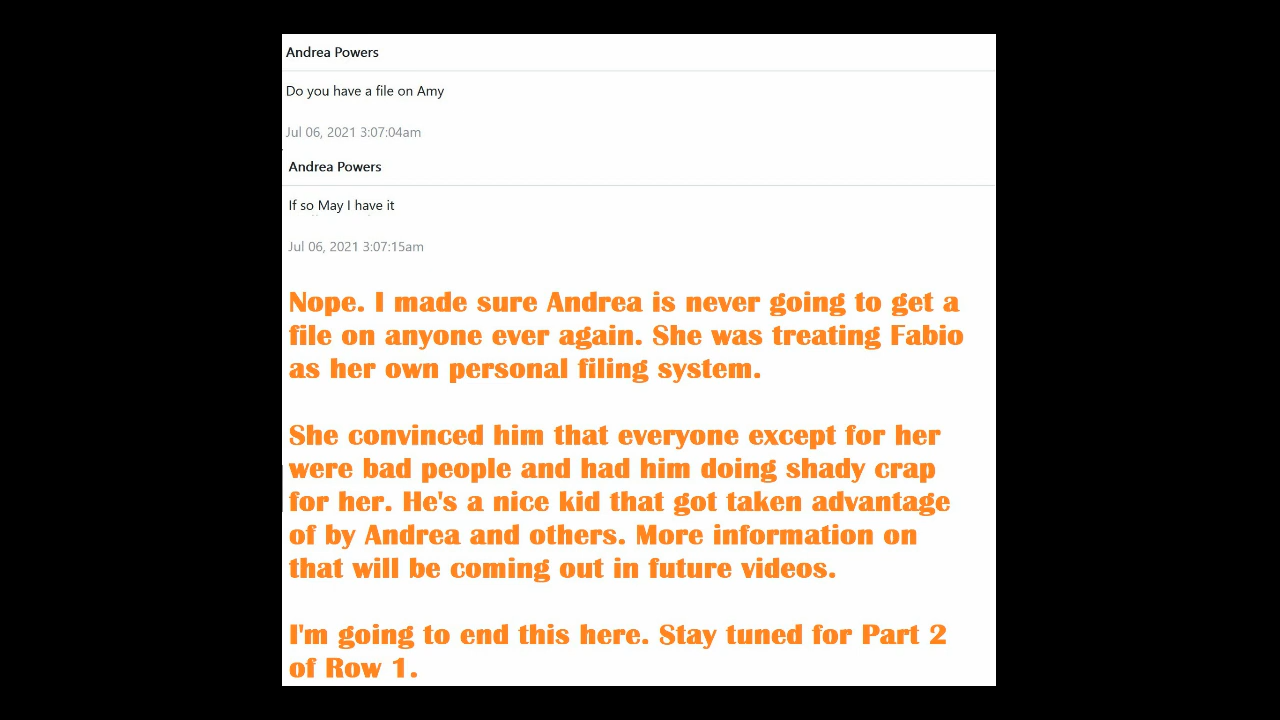 Andrea Powers
Do you have a file on Amy
Jul 06, 2021 3:07:04am
Andrea Powers
If so May I have it
Jul 06, 2021 3:07:15am
Nope. I made sure Andrea is never going to get a
file on anyone ever again. She was treating Fabio
as her own personal filing system.
She convinced him that everyone except for her
were bad people and had him doing shady crap
for her. He's a nice kid that got taken advantage
of by Andrea and others. More information on
that will be coming out in future videos.
I'm going to end this here. Stay tuned for Part 2
of Row 1.